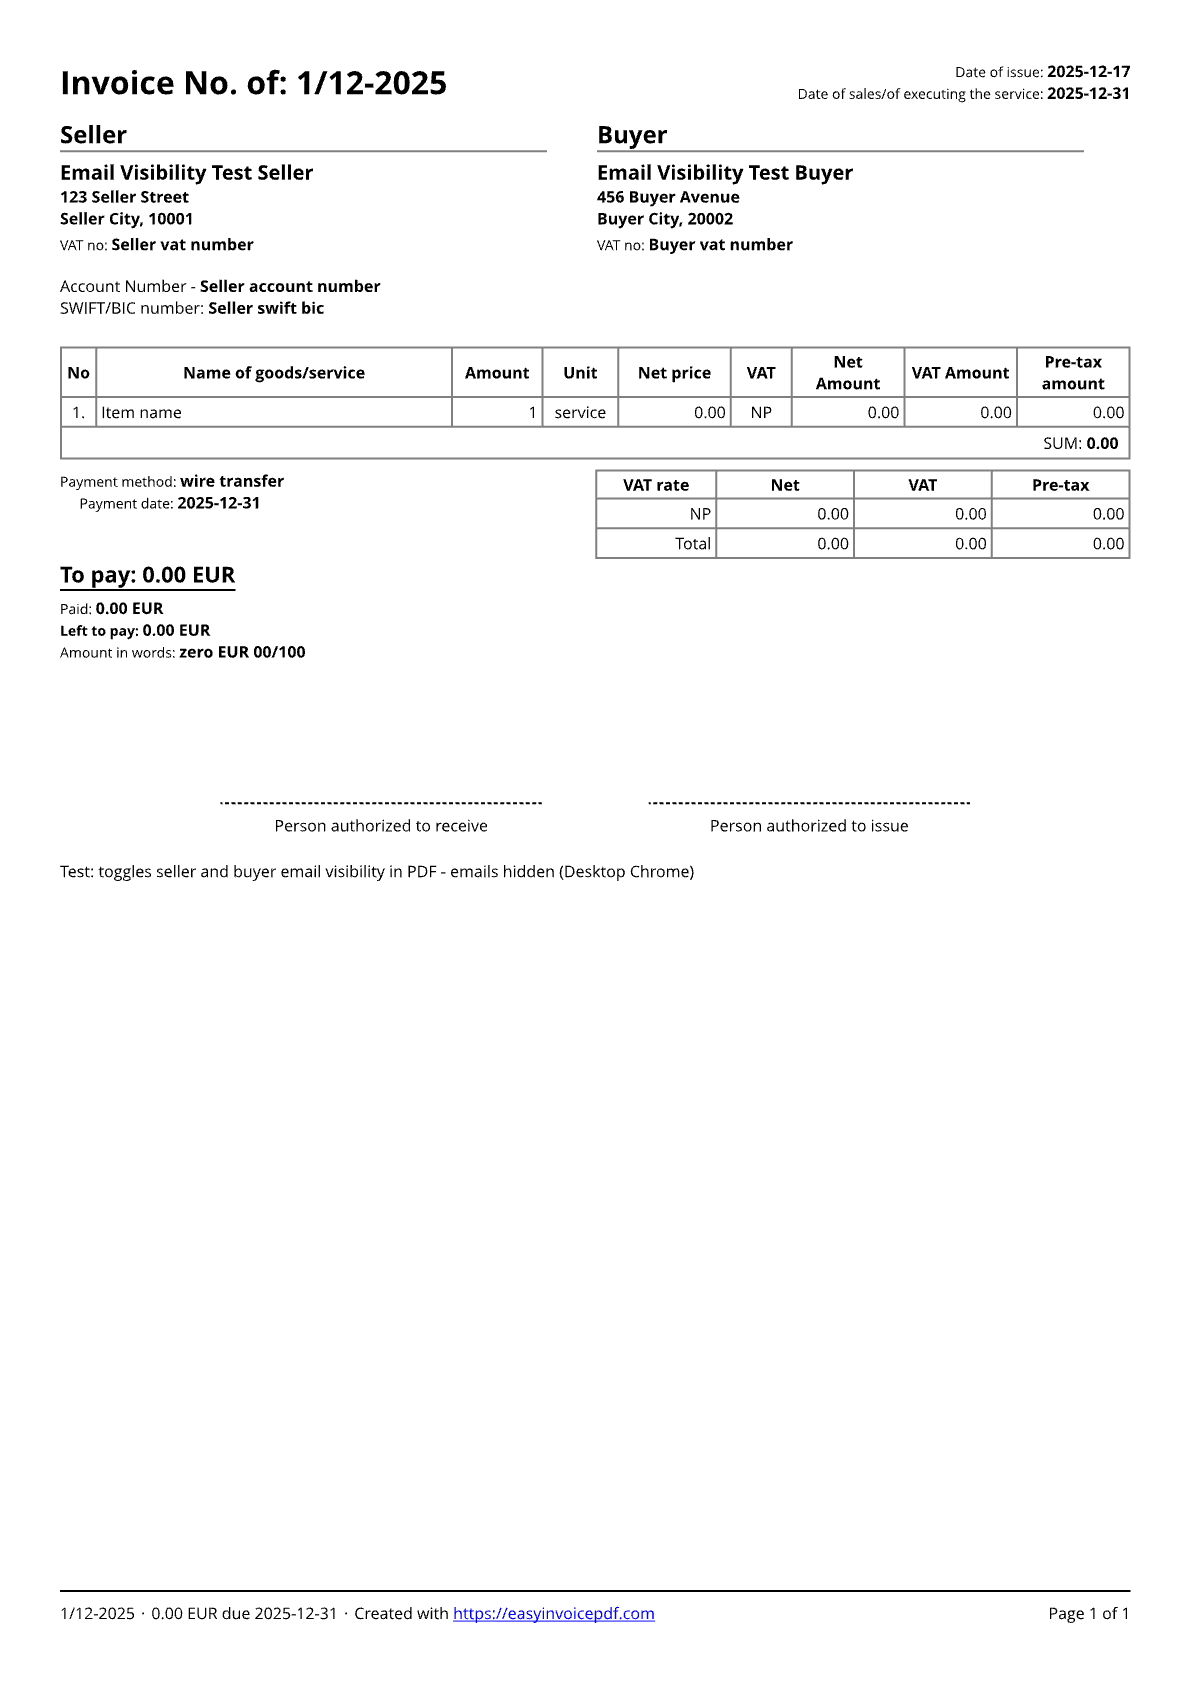 Invoice No. of: 1/12-2025
Date of issue: 2025-12-17
Date of sales/of executing the service: 2025-12-31
Seller
Email Visibility Test Seller
123 Seller Street
Seller City, 10001
VAT no: Seller vat number
Account Number - Seller account number
SWIFT/BIC number: Seller swift bic
Buyer
Email Visibility Test Buyer
456 Buyer Avenue
Buyer City, 20002
VAT no: Buyer vat number
No Name of goods/service Amount Unit Net price VAT Net Amount VAT Amount Pre-tax amount
1. Item name 1 service 0.00 NP 0.00 0.00 0.00
SUM: 0.00
Payment method: wire transfer
Payment date: 2025-12-31
VAT rate Net VAT Pre-tax
NP 0.00 0.00 0.00
Total 0.00 0.00 0.00
To pay: 0.00 EUR
Paid: 0.00 EUR
Left to pay: 0.00 EUR
Amount in words: zero EUR 00/100
Person authorized to receive
Person authorized to issue
Test: toggles seller and buyer email visibility in PDF - emails hidden (Desktop Chrome)
1/12-2025 · 0.00 EUR due 2025-12-31 · Created with https://easyinvoicepdf.com
Page 1 of 1